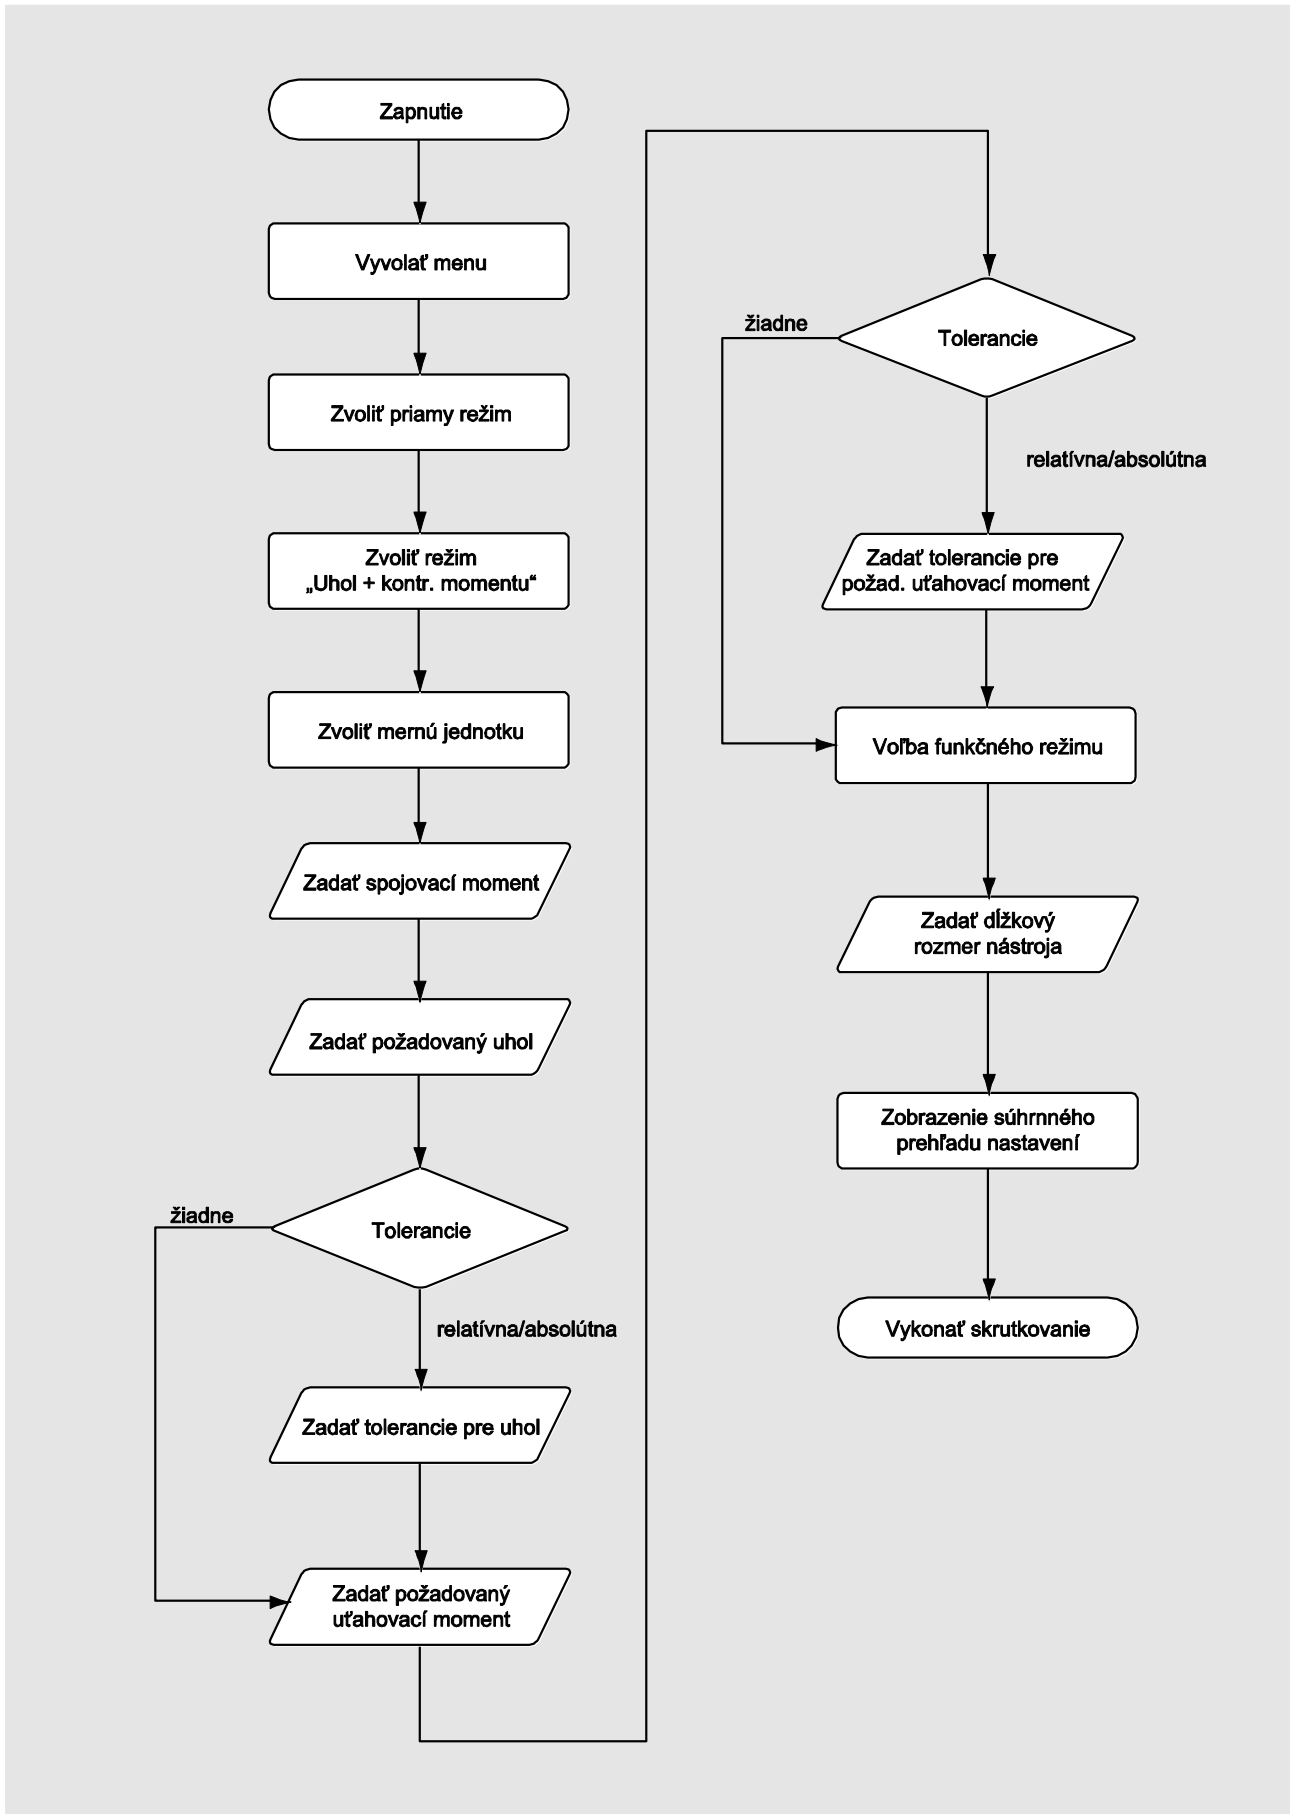 Zapnutie
Vyvolať menu
Zvoliť priamy režim
Zvoliť režim
„Uhol + kontr. momentu“
Zvoliť mernú jednotku
Zadať spojovací moment
Zadať požadovaný uhol
žiadne
Tolerancie
relatívna/absolútna
Zadať tolerancie pre uhol
Zadať požadovaný
uťahovací moment
žiadne
Tolerancie
relatívna/absolútna
Zadať tolerancie pre
požad. uťahovací moment
Voľba funkčného režimu
Zadať dĺžkový
rozmer nástroja
Zobrazenie súhrnného
prehľadu nastavení
Vykonať skrutkovanie